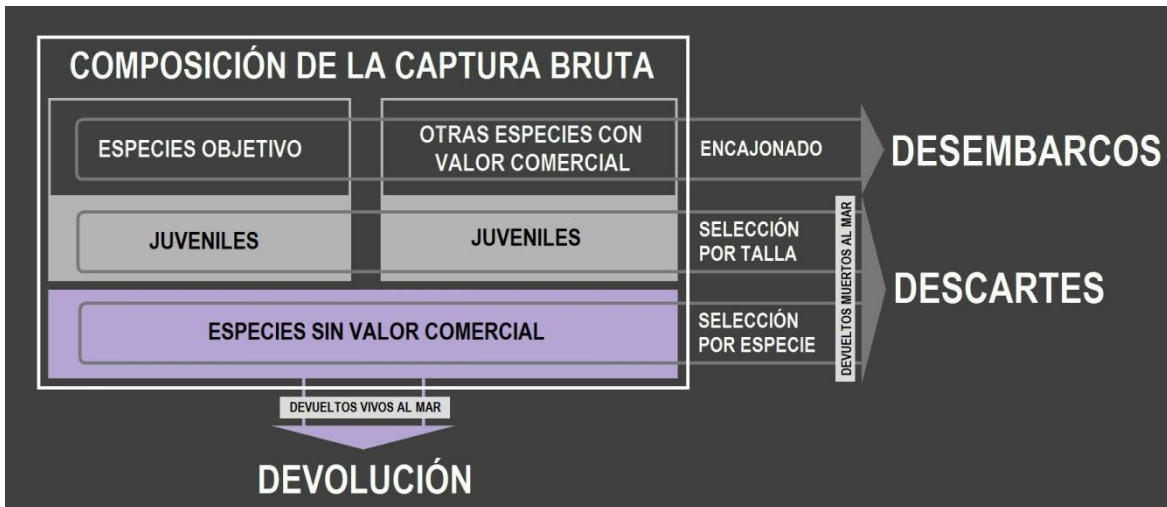 COMPOSICIÓN DE LA CAPTURA BRUTA
ESPECIES OBJETIVO
OTRAS ESPECIES CON
VALOR COMERCIAL
ENCAJONADO
DESEMBARCOS
JUVENILES
JUVENILES
SELECCIÓN
POR TALLA
DEVUELTOS MUERTOS AL MAR
DESCARTES
ESPECIES SIN VALOR COMERCIAL
SELECCIÓN
POR ESPECIE
DEVUELTOS VIVOS AL MAR
DEVOLUCIÓN